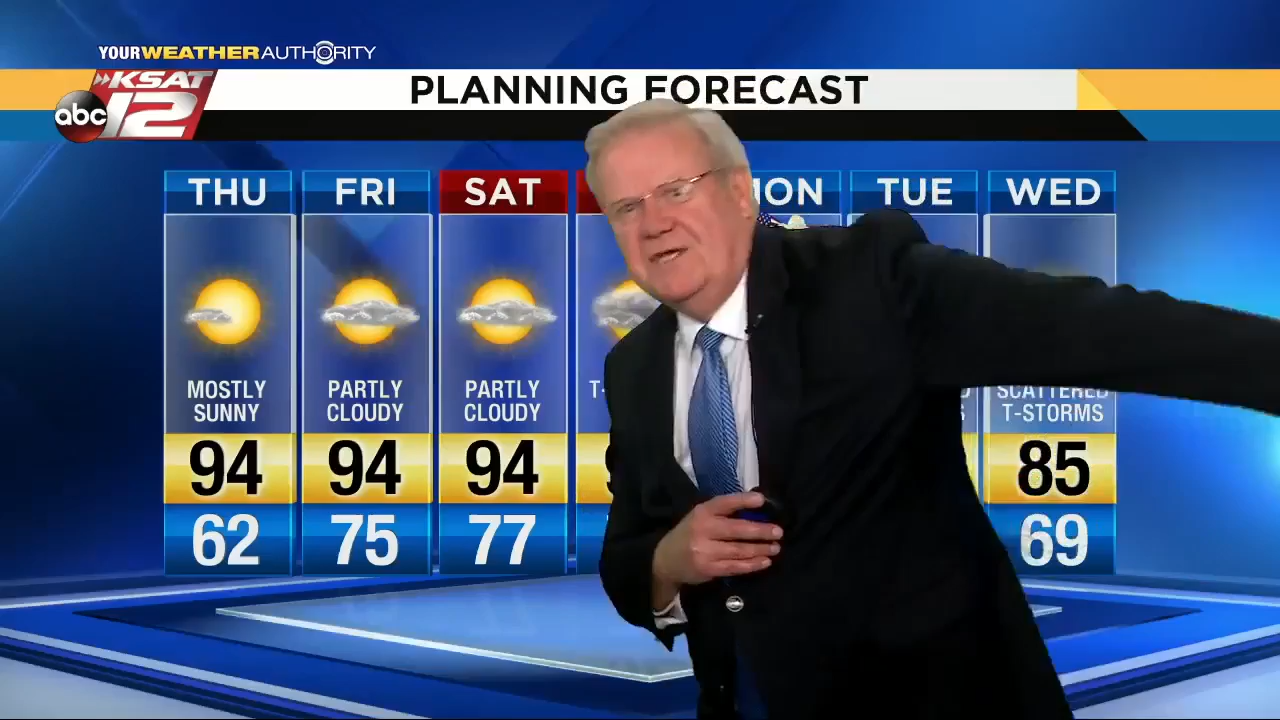 YOURWEATHERAUTHORITY
KSAT
abc 12
PLANNING FORECAST
THU FRI SAT TUE WED
MOSTLY SUNNY
PARTLY CLOUDY
PARTLY CLOUDY
SCATTERED T-STORMS
94 94 94 85
62 75 77 69